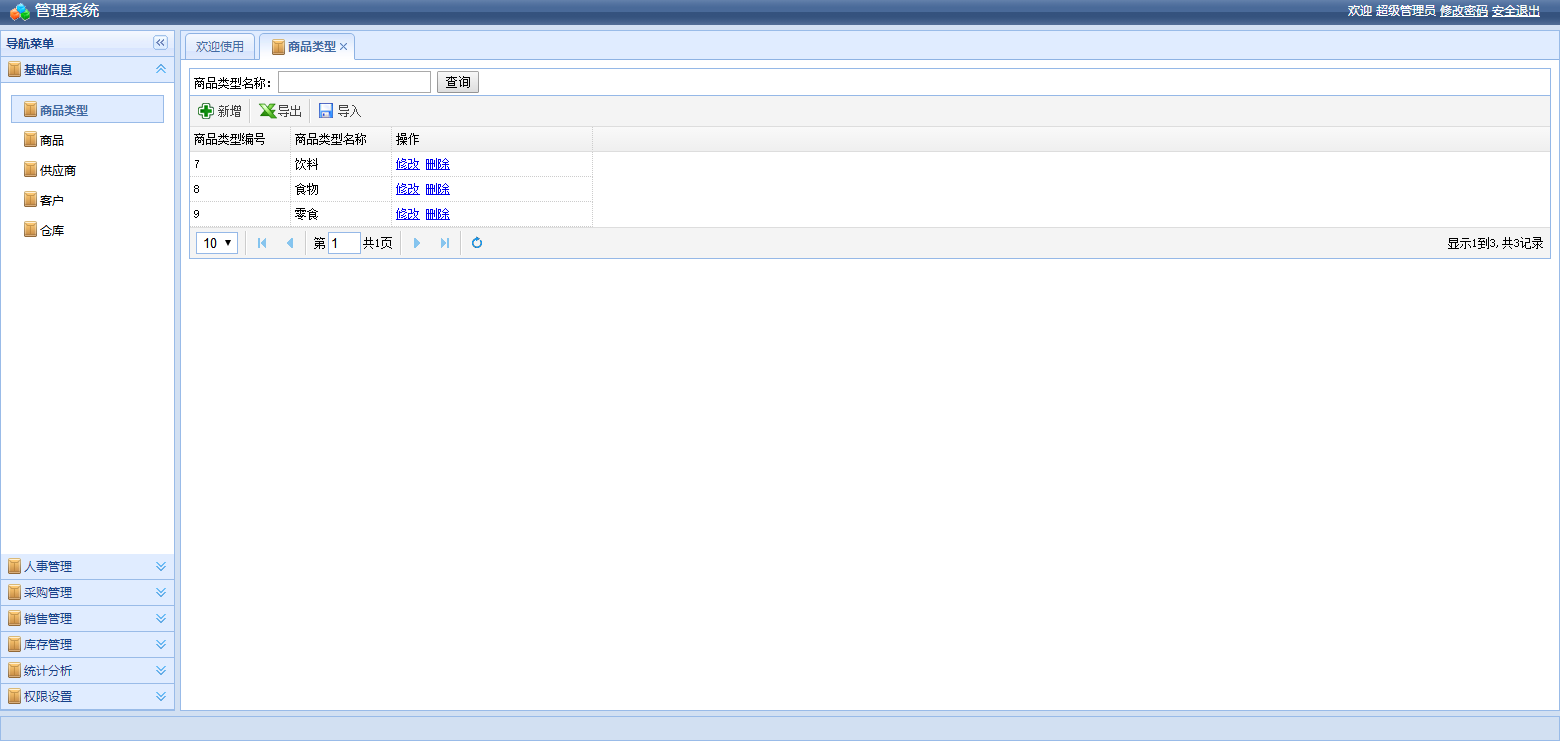 管理系统
欢迎 超级管理员 修改密码 安全退出
导航菜单
基础信息
商品类型
商品
供应商
客户
仓库
人事管理
采购管理
销售管理
库存管理
统计分析
权限设置
欢迎使用 商品类型
商品类型名称: 查询
新增 导出 导入
商品类型编号 商品类型名称 操作
7 饮料 修改 删除
8 食物 修改 删除
9 零食 修改 删除
10 第 1 共1页 显示1到3, 共3记录